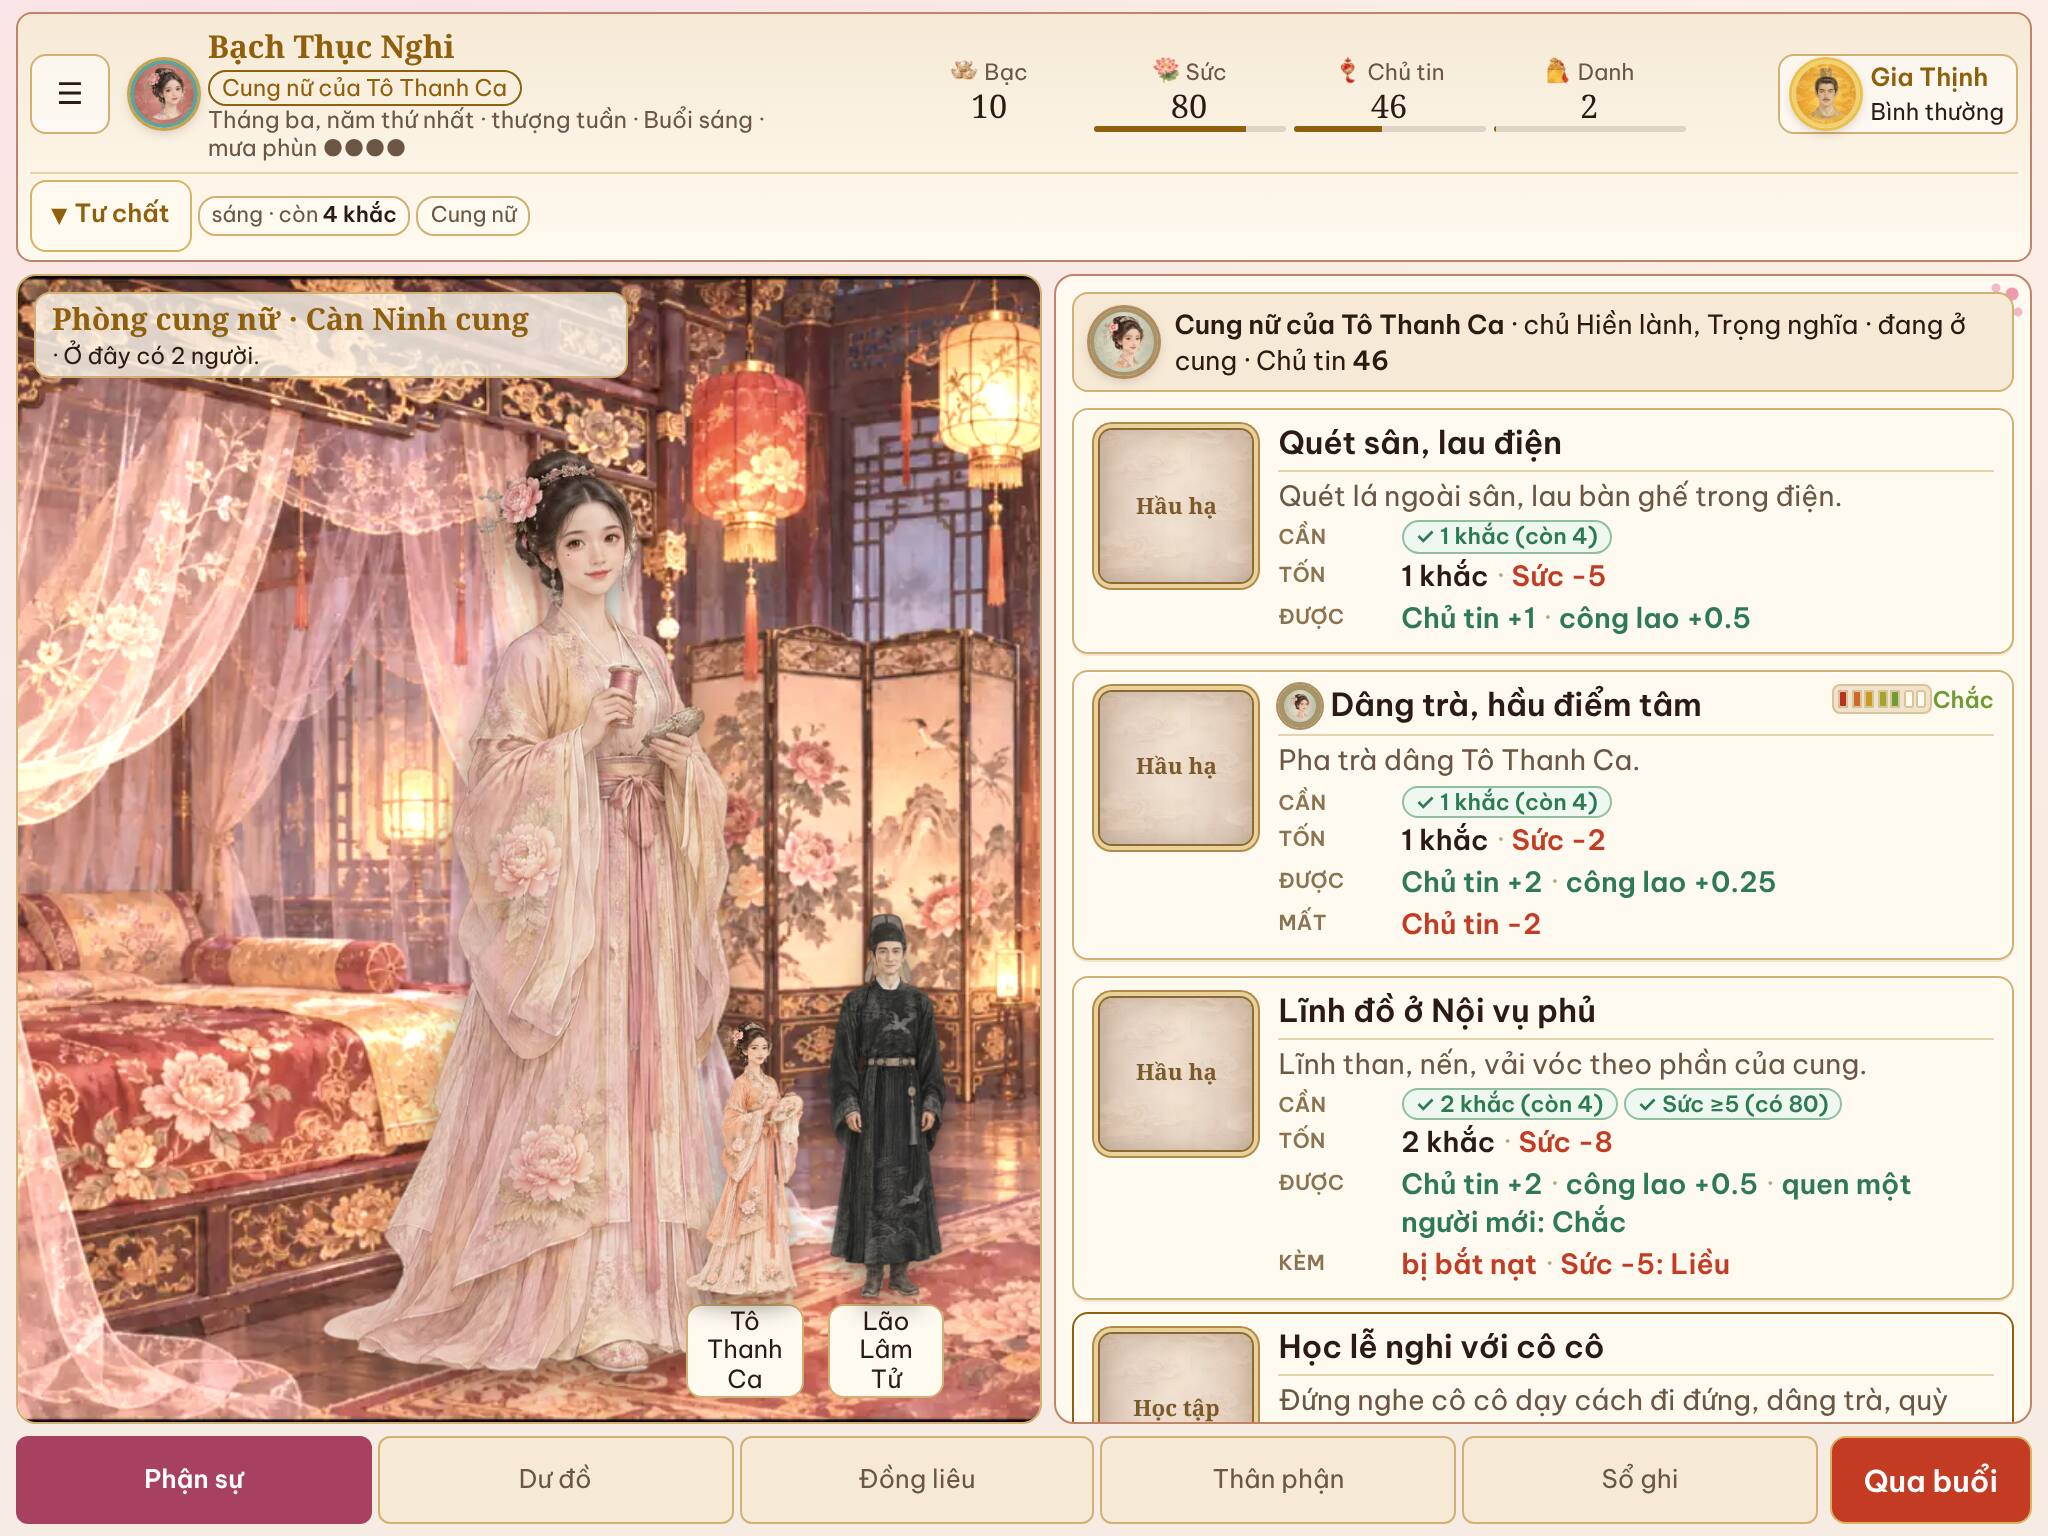 ☰
Bạch Thục Nghi
Cung nữ của Tô Thanh Ca
Tháng ba, năm thứ nhất · thượng tuần · Buổi sáng ·
mưa phùn
Bạc
10
Sức
80
Chủ tin
46
Danh
2
Gia Thịnh
Bình thường
▼ Tư chất
sáng · còn 4 khắc
Cung nữ
Phòng cung nữ · Càn Ninh cung
· Ở đây có 2 người.
Tô
Thanh
Ca
Lão
Lâm
Tử
Cung nữ của Tô Thanh Ca · chủ Hiền lành, Trọng nghĩa · đang ở
cung · Chủ tin 46
Hầu hạ
Quét sân, lau điện
Quét lá ngoài sân, lau bàn ghế trong điện.
CẦN ✓ 1 khắc (còn 4)
TỐN 1 khắc · Sức -5
ĐƯỢC Chủ tin +1 · công lao +0.5
Hầu hạ
Dâng trà, hầu điểm tâm
Chắc
Pha trà dâng Tô Thanh Ca.
CẦN ✓ 1 khắc (còn 4)
TỐN 1 khắc · Sức -2
ĐƯỢC Chủ tin +2 · công lao +0.25
MẤT Chủ tin -2
Hầu hạ
Lĩnh đồ ở Nội vụ phủ
Lĩnh than, nến, vải vóc theo phần của cung.
CẦN ✓ 2 khắc (còn 4) ✓ Sức ≥5 (có 80)
TỐN 2 khắc · Sức -8
ĐƯỢC Chủ tin +2 · công lao +0.5 · quen một
người mới: Chắc
KÈM bị bắt nạt · Sức -5: Liều
Học tập
Học lễ nghi với cô cô
Đứng nghe cô cô dạy cách đi đứng, dâng trà, quỳ
Phận sự
Dư đồ
Đồng liêu
Thân phận
Sổ ghi
Qua buổi